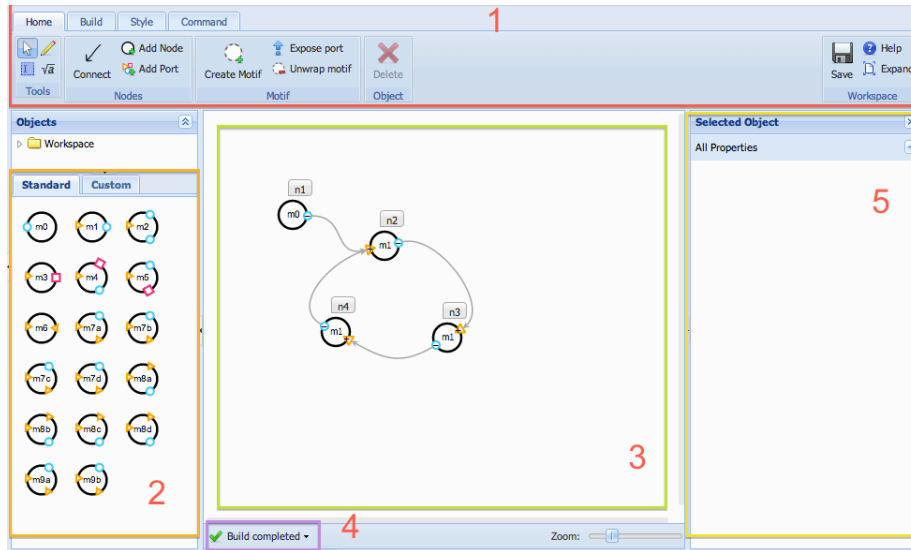 Home Build Style Command
1
Add Node
Expose port
Help
√a
Connect
Add Port
Create Motif
Unwrap motif
Delete
Save
Expand
Tools
Nodes
Motif
Object
Workspace
Objects
Workspace
Standard Custom
m0 m1 m2
m3 m4 m5
m6 m7a m7b
m7c m7d m8a
m8b m8c m8d
m9a m9b
2
n1
m0
n2
m1
n4
m1
n3
m1
3
Build completed
4
Zoom:
Selected Object
All Properties
5